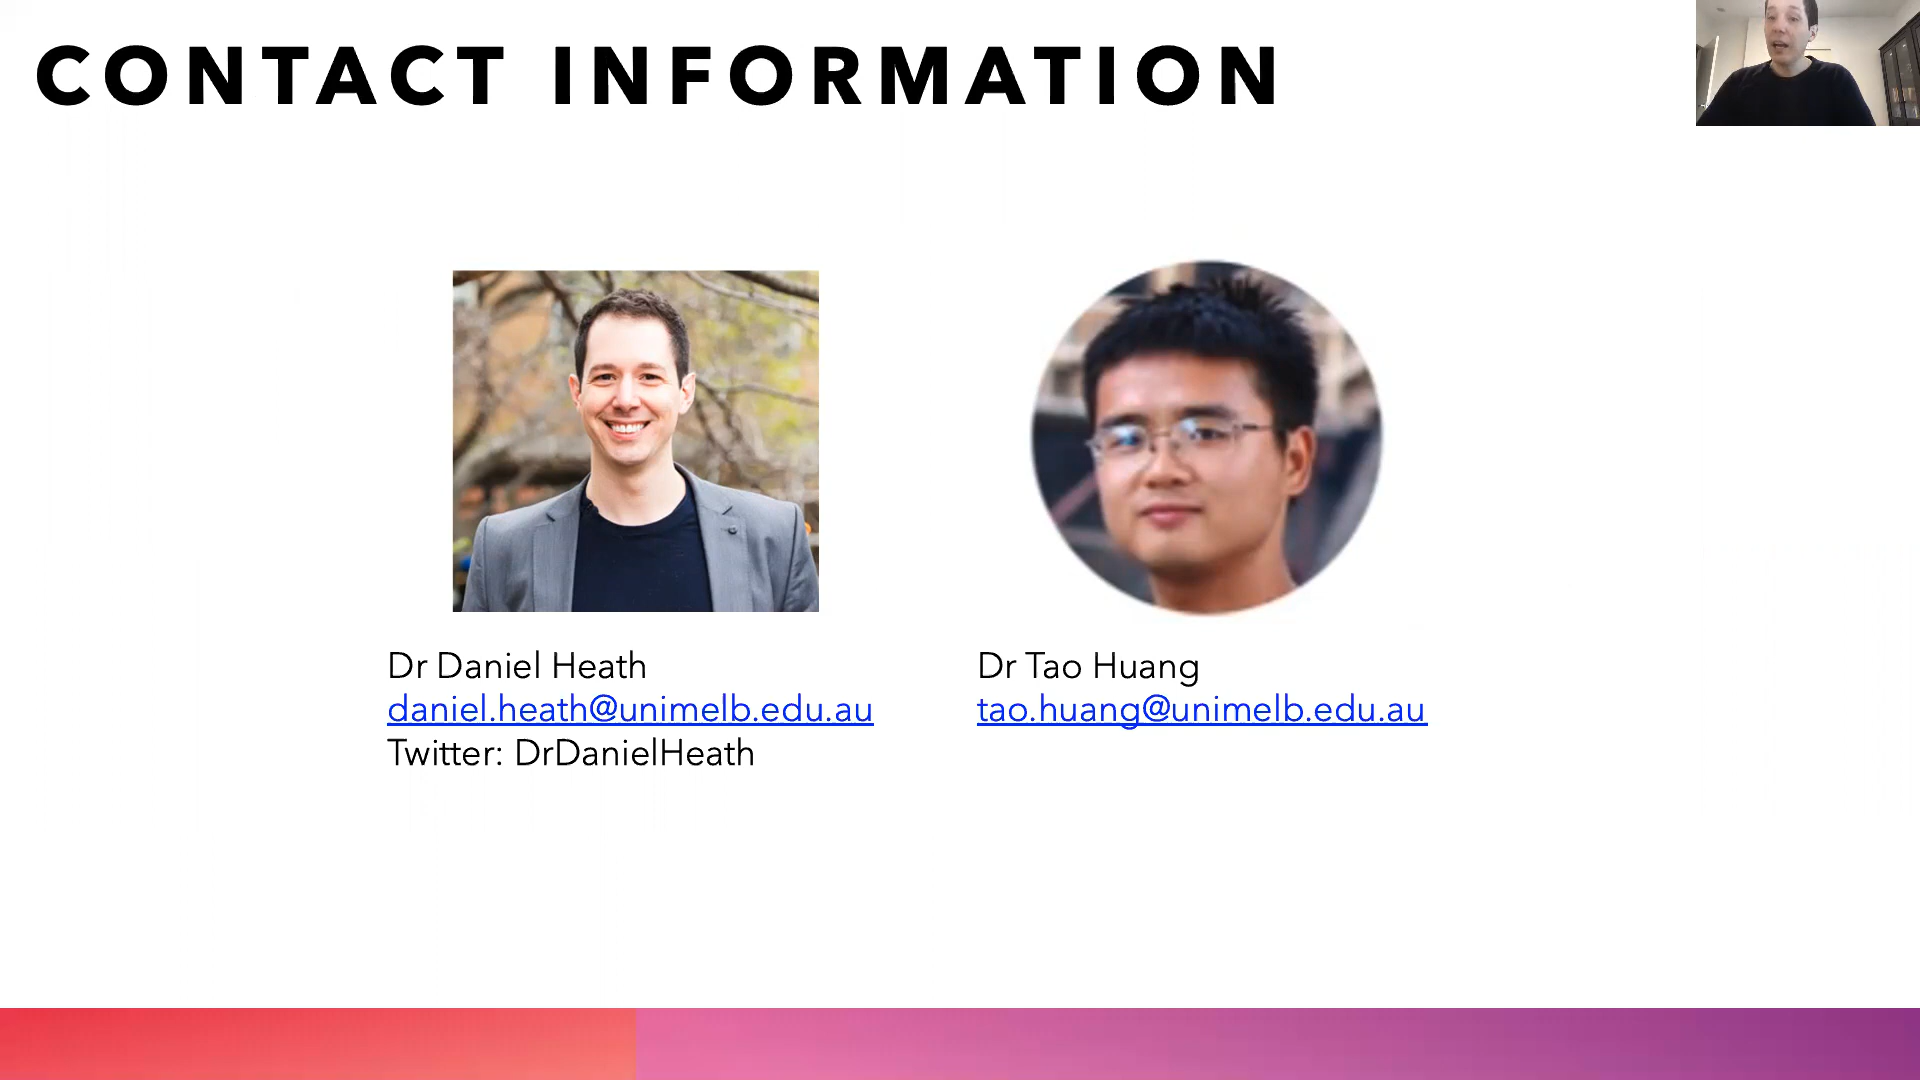 CONTACT INFORMATION
Dr Daniel Heath
daniel.heath@unimelb.edu.au
Twitter: DrDanielHeath
Dr Tao Huang
tao.huang@unimelb.edu.au